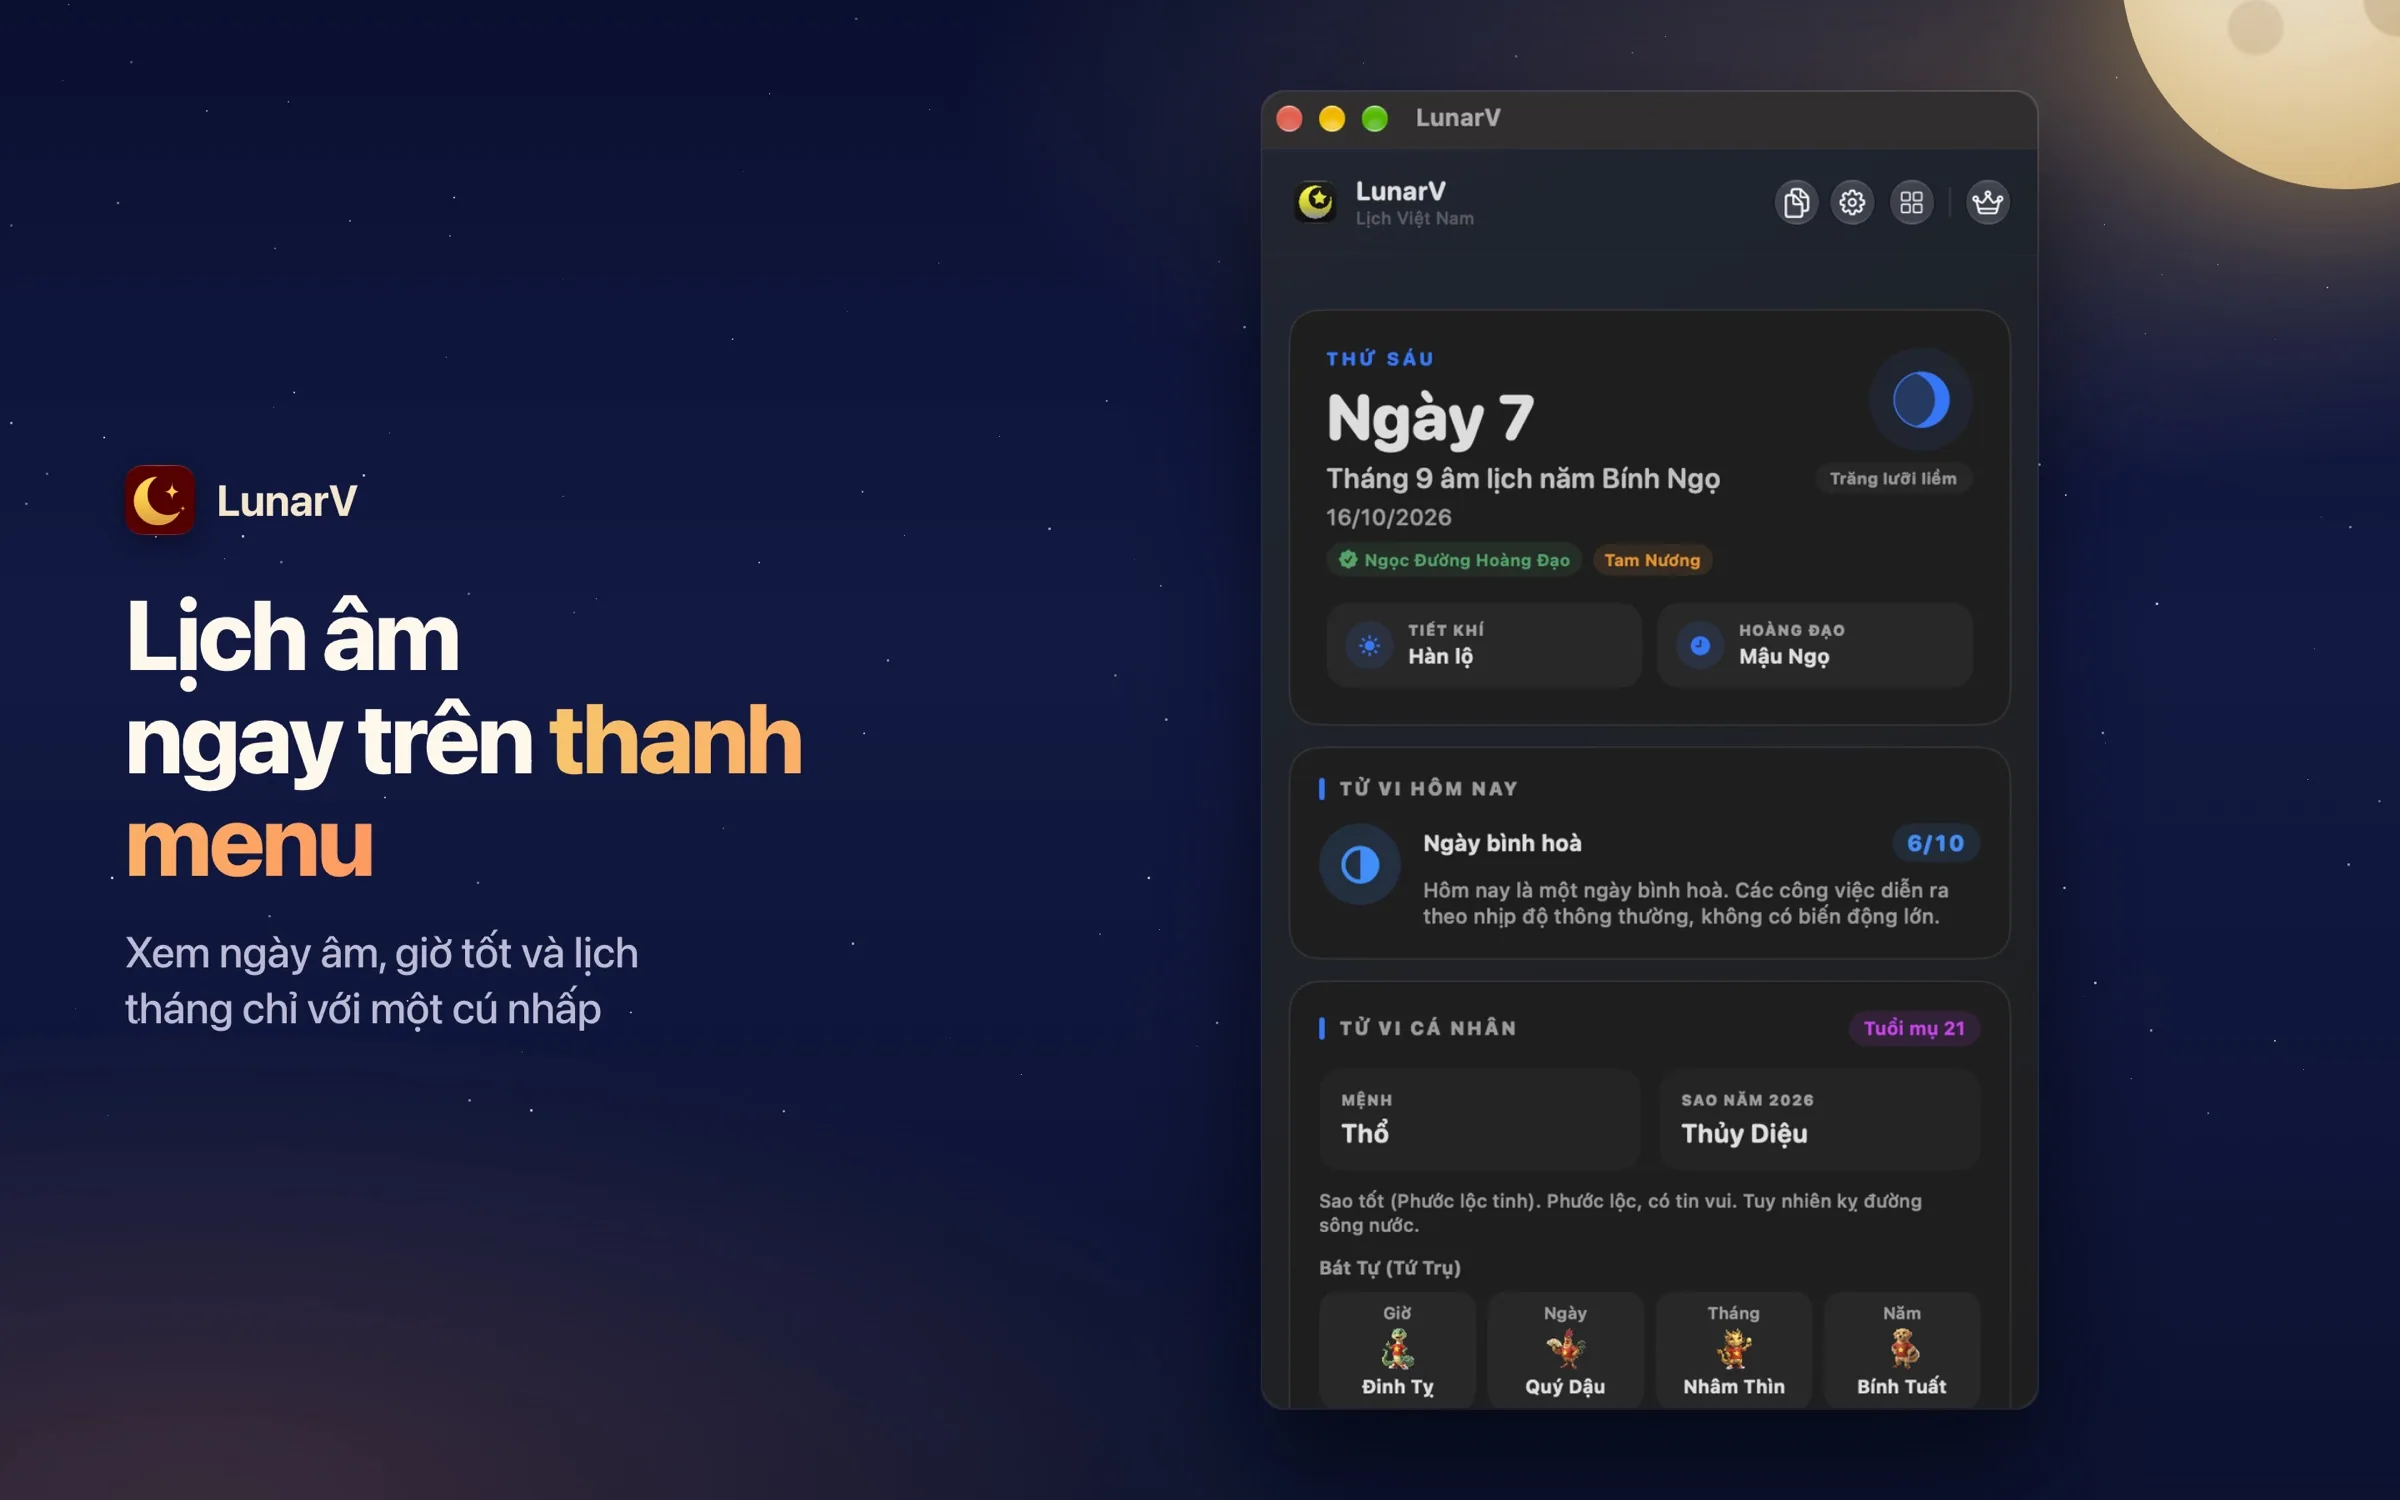 LunarV
Lịch âm
ngay trên thanh
menu
Xem ngày âm, giờ tốt và lịch
tháng chỉ với một cú nhấp
LunarV
LunarV
Lịch Việt Nam
THỨ SÁU
Ngày 7
Tháng 9 âm lịch năm Bính Ngọ
Trăng lưỡi liềm
16/10/2026
Ngọc Đường Hoàng Đạo
Tam Nương
TIẾT KHÍ
Hàn lộ
HOÀNG ĐẠO
Mậu Ngọ
TỬ VI HÔM NAY
Ngày bình hoà
6/10
Hôm nay là một ngày bình hoà. Các công việc diễn ra
theo nhịp độ thông thường, không có biến động lớn.
TỬ VI CÁ NHÂN
Tuổi mụ 21
MỆNH
Thổ
SAO NĂM 2026
Thủy Diệu
Sao tốt (Phước lộc tinh). Phước lộc, có tin vui. Tuy nhiên kỵ đường
sông nước.
Bát Tự (Tứ Trụ)
Giờ
Đinh Tỵ
Ngày
Quý Dậu
Tháng
Nhâm Thìn
Năm
Bính Tuất